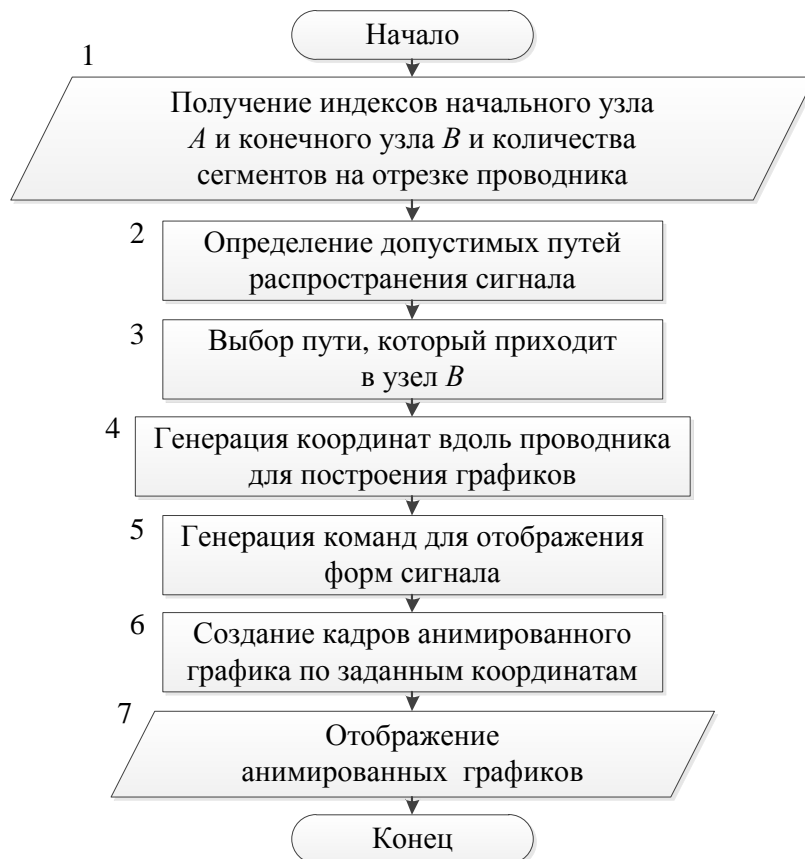 Начало
1
Получение индексов начального узла
A и конечного узла B и количества
сегментов на отрезке проводника
2
Определение допустимых путей
распространения сигнала
3
Выбор пути, который приходит
в узел B
4
Генерация координат вдоль проводника
для построения графиков
5
Генерация команд для отображения
форм сигнала
6
Создание кадров анимированного
графика по заданным координатам
7
Отображение
анимированных графиков
Конец